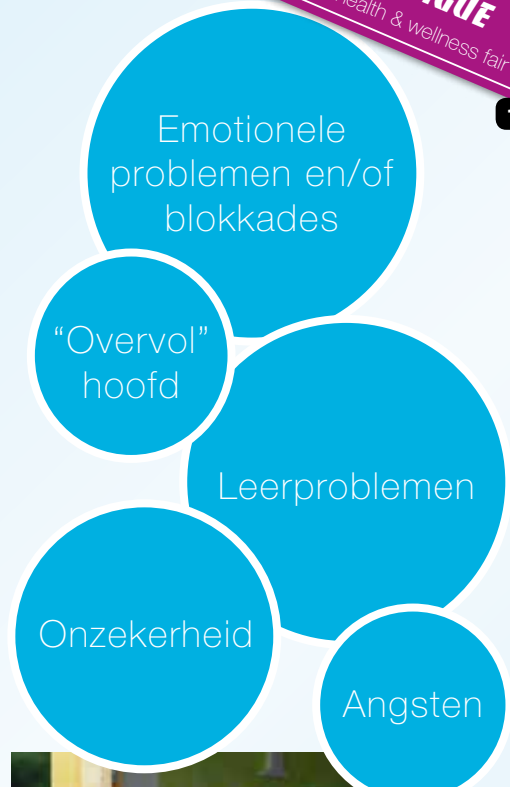 health & wellness fair
Emotionele
problemen en/of
blokkades
“Overvol”
hoofd
Leerproblemen
Onzekerheid
Angsten